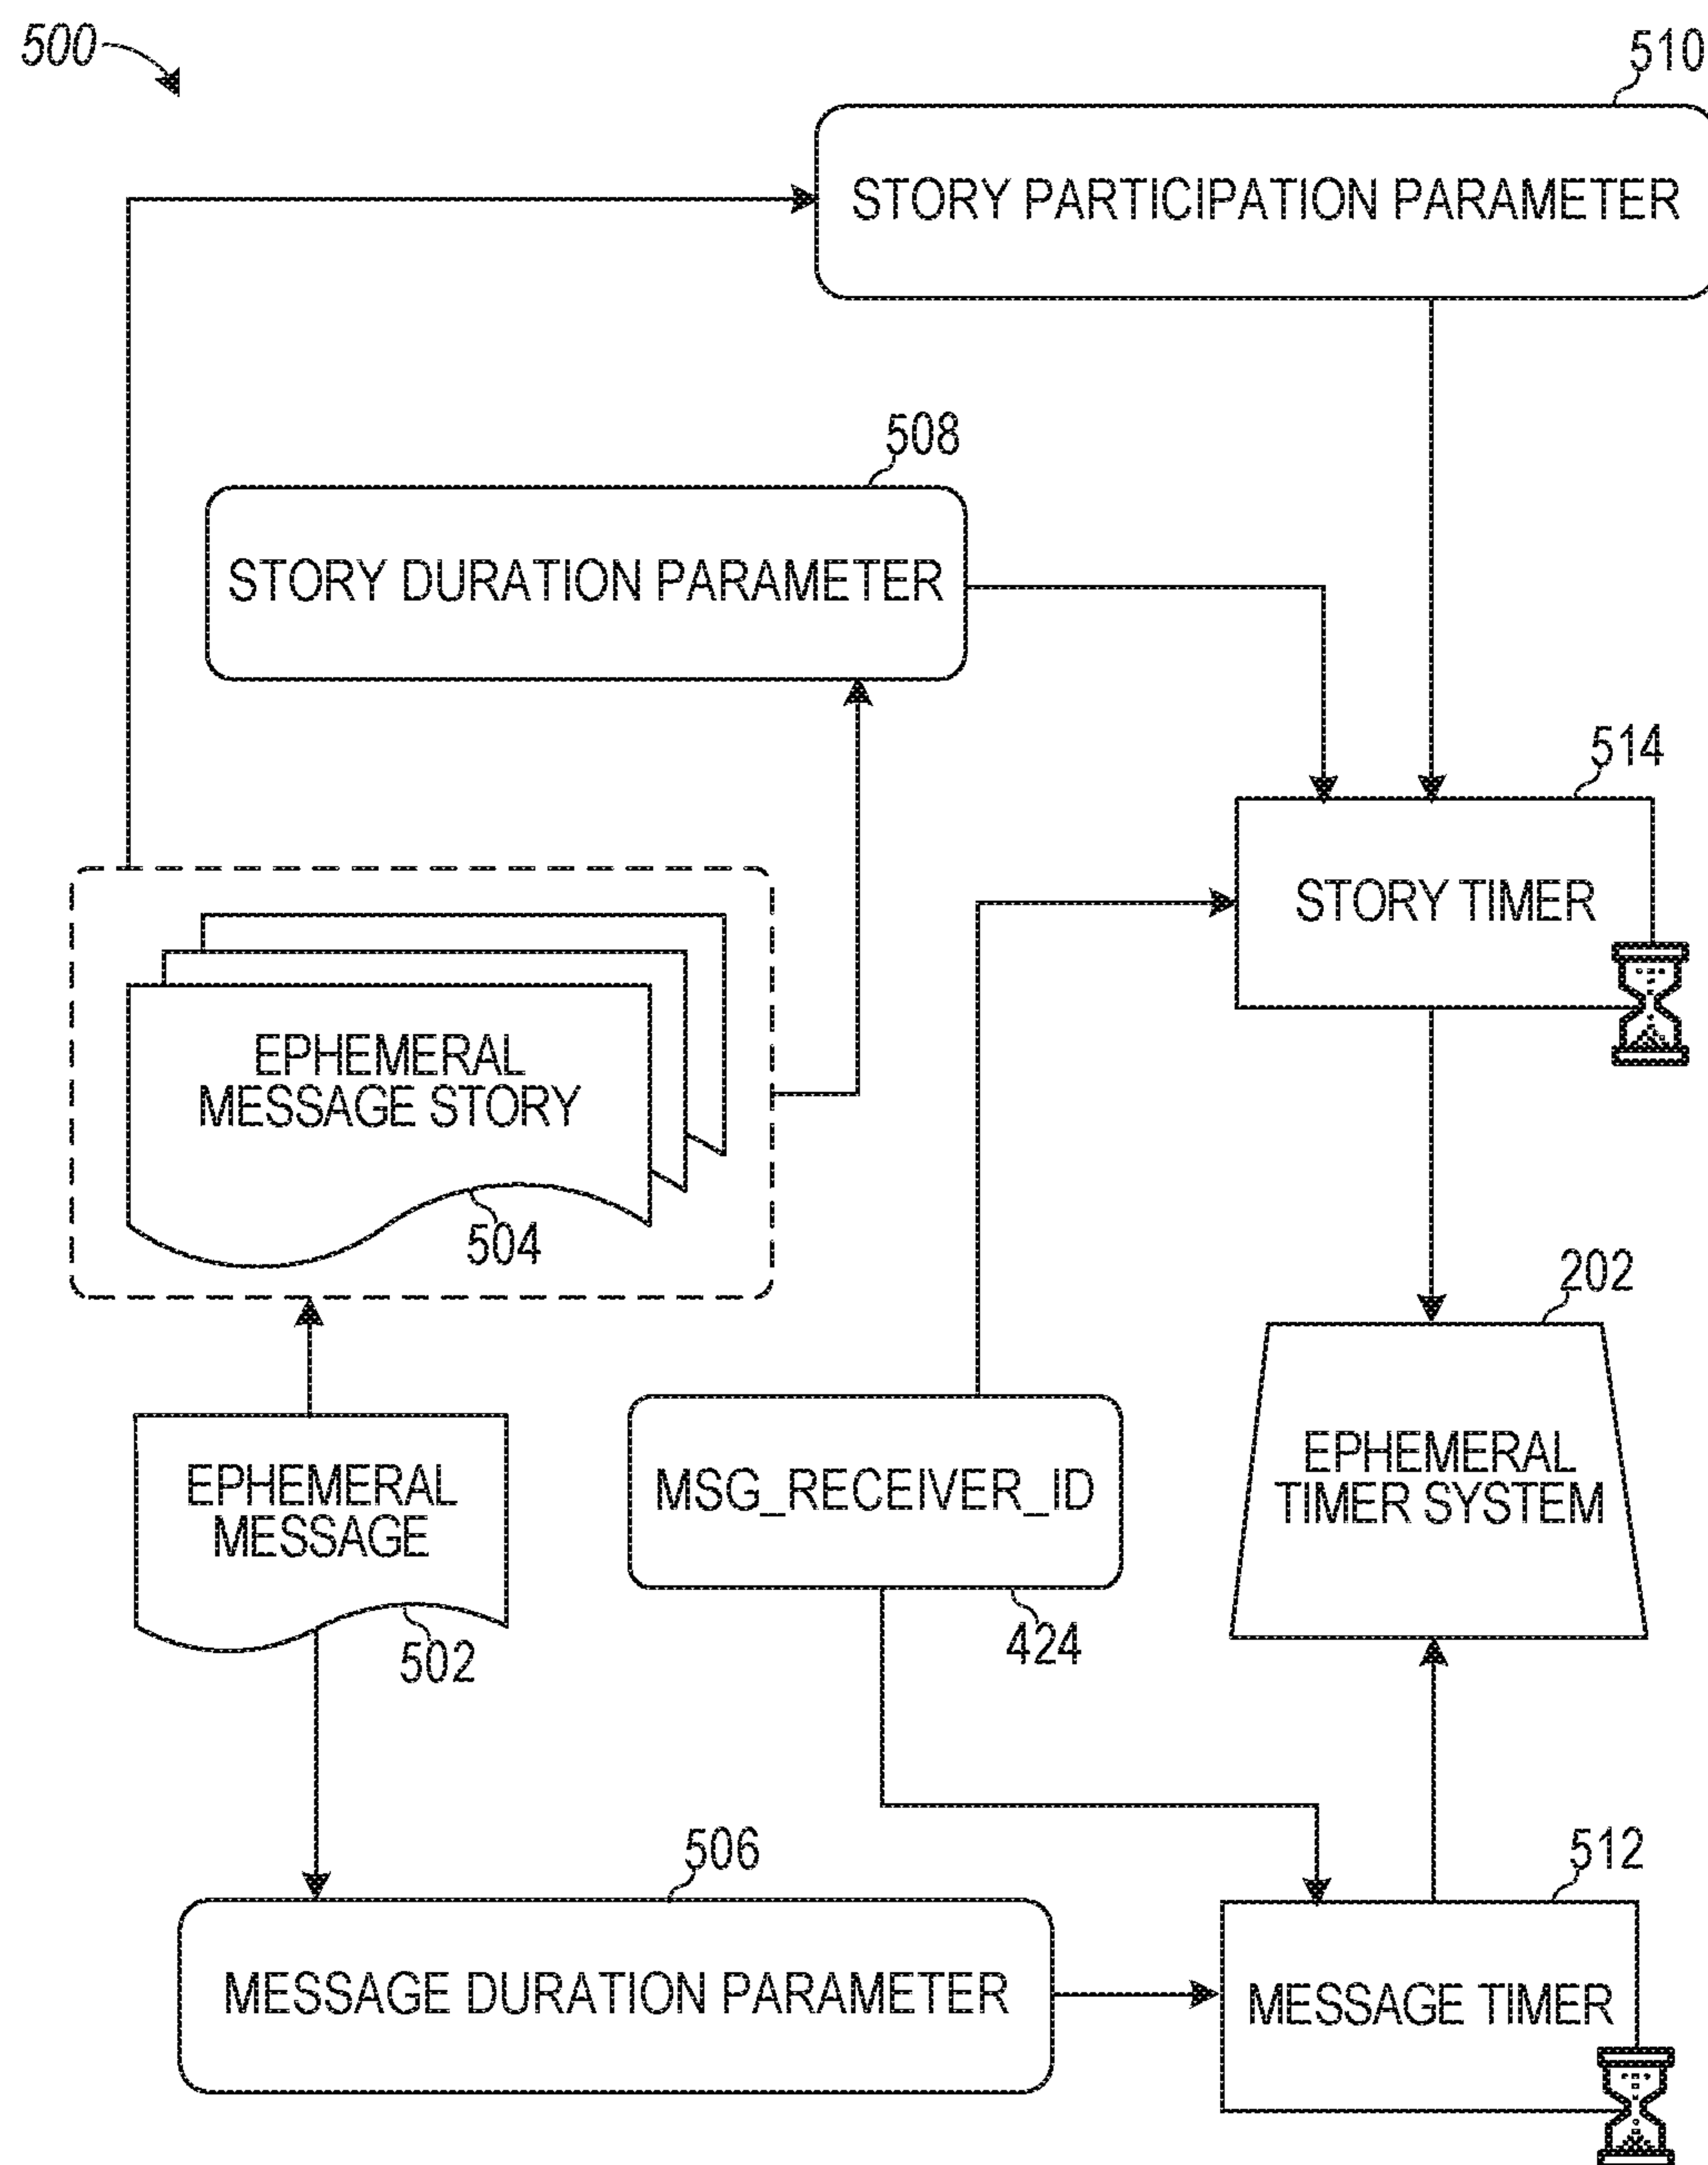 500
510
STORY PARTICIPATION PARAMETER
508
STORY DURATION PARAMETER
514
STORY TIMER
EPHEMERAL
MESSAGE STORY
504
202
EPHEMERAL
TIMER SYSTEM
EPHEMERAL
MESSAGE
502
MSG_RECEIVER_ID
424
506
MESSAGE DURATION PARAMETER
512
MESSAGE TIMER